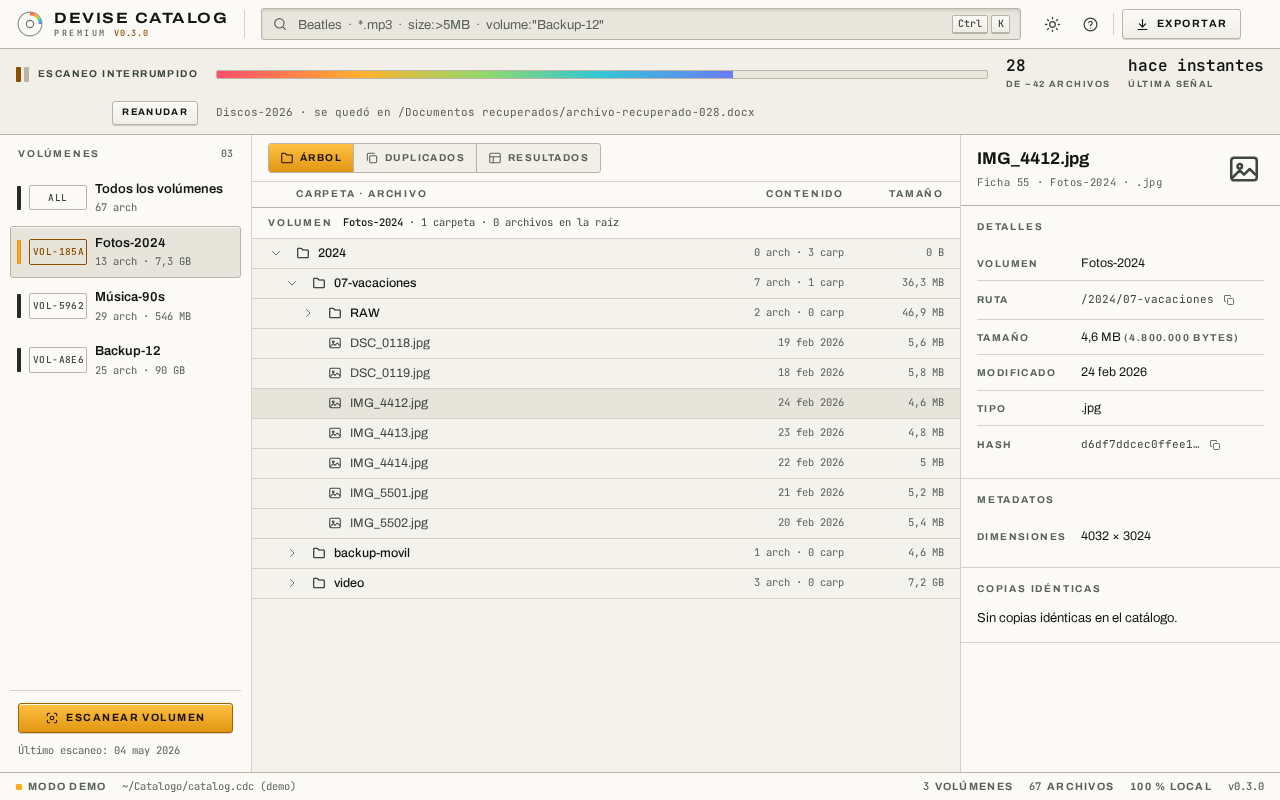 DEVISE CATALOG
PREMIUM V0.3.0
Beatles · *.mp3 · size:>5MB · volume:"Backup-12"
Ctrl K
EXPORTAR
ESCANEO INTERRUMPIDO
28
DE ~42 ARCHIVOS
hace instantes
ÚLTIMA SEÑAL
REANUDAR
Discos-2026 · se quedó en /Documentos recuperados/archivo-recuperado-028.docx
VOLÚMENES 03
ALL
Todos los volúmenes
67 arch
VOL-185A
Fotos-2024
13 arch · 7,3 GB
VOL-5962
Música-90s
29 arch · 546 MB
VOL-A8E6
Backup-12
25 arch · 90 GB
ESCANEAR VOLUMEN
Último escaneo: 04 may 2026
ÁRBOL DUPLICADOS RESULTADOS
CARPETA · ARCHIVO CONTENIDO TAMAÑO
VOLUMEN Fotos-2024 · 1 carpeta · 0 archivos en la raíz
2024 0 arch · 3 carp 0 B
07-vacaciones 7 arch · 1 carp 36,3 MB
RAW 2 arch · 0 carp 46,9 MB
DSC_0118.jpg 19 feb 2026 5,6 MB
DSC_0119.jpg 18 feb 2026 5,8 MB
IMG_4412.jpg 24 feb 2026 4,6 MB
IMG_4413.jpg 23 feb 2026 4,8 MB
IMG_4414.jpg 22 feb 2026 5 MB
IMG_5501.jpg 21 feb 2026 5,2 MB
IMG_5502.jpg 20 feb 2026 5,4 MB
backup-movil 1 arch · 0 carp 4,6 MB
video 3 arch · 0 carp 7,2 GB
IMG_4412.jpg
Ficha 55 · Fotos-2024 · .jpg
DETALLES
VOLUMEN Fotos-2024
RUTA /2024/07-vacaciones
TAMAÑO 4,6 MB (4.800.000 BYTES)
MODIFICADO 24 feb 2026
TIPO .jpg
HASH d6df7ddcec0ffee1…
METADATOS
DIMENSIONES 4032 × 3024
COPIAS IDÉNTICAS
Sin copias idénticas en el catálogo.
MODO DEMO ~/Catalogo/catalog.cdc (demo)
3 VOLÚMENES 67 ARCHIVOS 100 % LOCAL v0.3.0